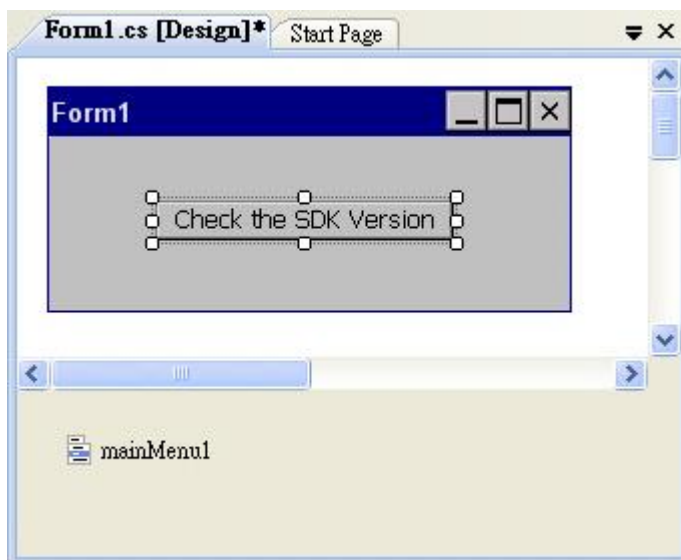 Form1.cs [Design]* Start Page
Form1
Check the SDK Version
mainMenu1